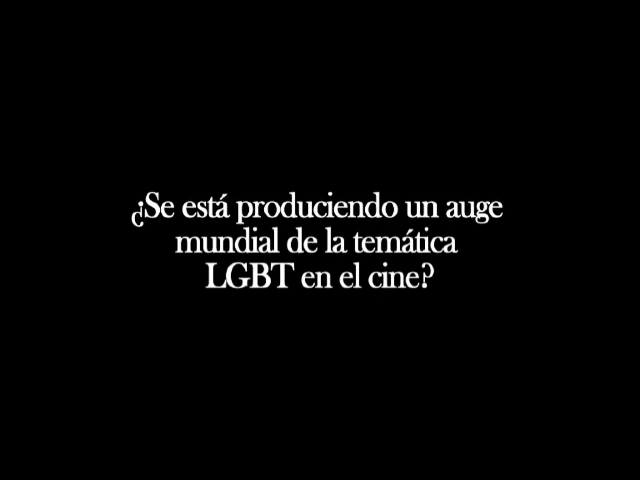 ¿Se está produciendo un auge
mundial de la temática
LGBT en el cine?